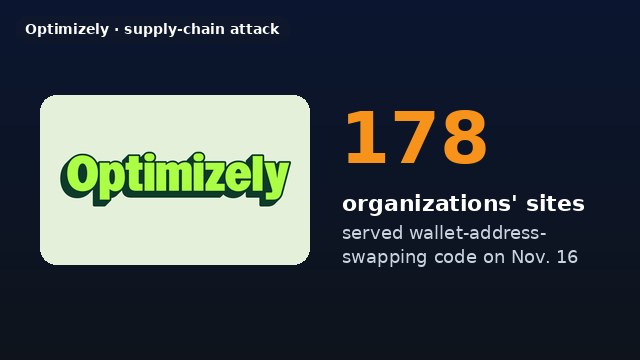 Optimizely · supply-chain attack
Optimizely
178
organizations' sites
served wallet-address-
swapping code on Nov. 16